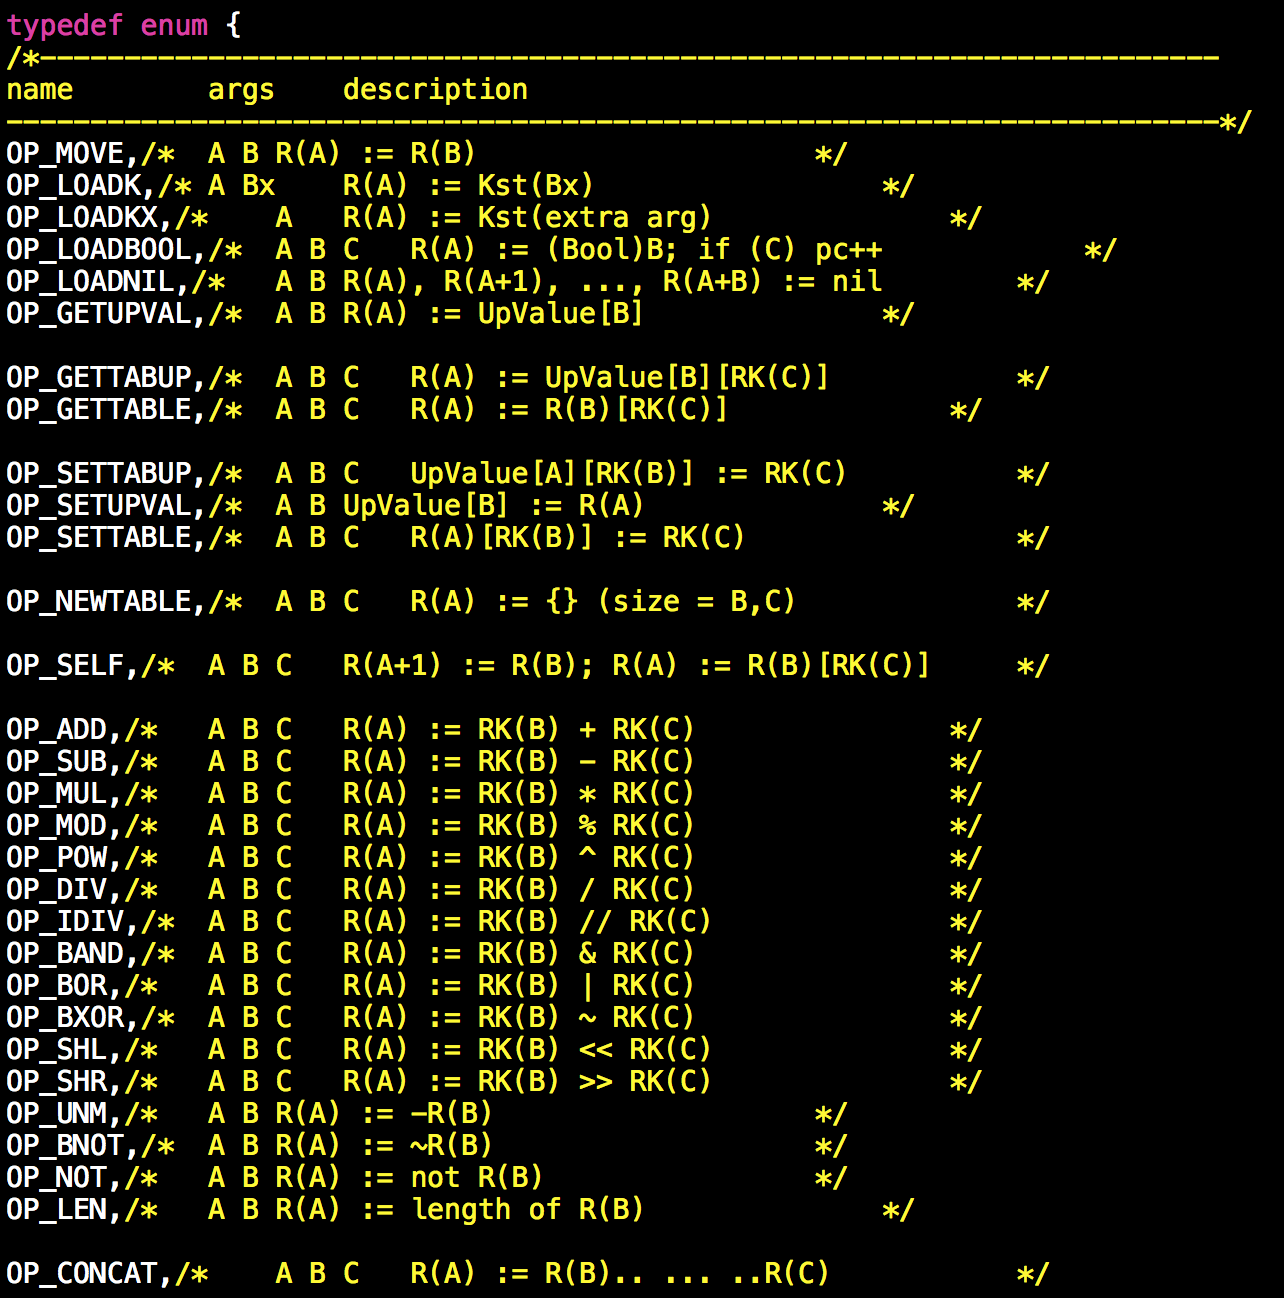 typedef enum {
/*----------------------------------------------------------------------
name        args    description
------------------------------------------------------------------------*/
OP_MOVE,/*  A B R(A) := R(B)                    */
OP_LOADK,/* A Bx    R(A) := Kst(Bx)                 */
OP_LOADKX,/*    A   R(A) := Kst(extra arg)              */
OP_LOADBOOL,/*  A B C   R(A) := (Bool)B; if (C) pc++            */
OP_LOADNIL,/*   A B R(A), R(A+1), ..., R(A+B) := nil        */
OP_GETUPVAL,/*  A B R(A) := UpValue[B]              */
OP_GETTABUP,/*  A B C   R(A) := UpValue[B][RK(C)]           */
OP_GETTABLE,/*  A B C   R(A) := R(B)[RK(C)]             */
OP_SETTABUP,/*  A B C   UpValue[A][RK(B)] := RK(C)          */
OP_SETUPVAL,/*  A B UpValue[B] := R(A)              */
OP_SETTABLE,/*  A B C   R(A)[RK(B)] := RK(C)                */
OP_NEWTABLE,/*  A B C   R(A) := {} (size = B,C)             */
OP_SELF,/*  A B C   R(A+1) := R(B); R(A) := R(B)[RK(C)]     */
OP_ADD,/*   A B C   R(A) := RK(B) + RK(C)               */
OP_SUB,/*   A B C   R(A) := RK(B) - RK(C)               */
OP_MUL,/*   A B C   R(A) := RK(B) * RK(C)               */
OP_MOD,/*   A B C   R(A) := RK(B) % RK(C)               */
OP_POW,/*   A B C   R(A) := RK(B) ^ RK(C)               */
OP_DIV,/*   A B C   R(A) := RK(B) / RK(C)               */
OP_IDIV,/*  A B C   R(A) := RK(B) // RK(C)              */
OP_BAND,/*  A B C   R(A) := RK(B) & RK(C)               */
OP_BOR,/*   A B C   R(A) := RK(B) | RK(C)               */
OP_BXOR,/*  A B C   R(A) := RK(B) ~ RK(C)               */
OP_SHL,/*   A B C   R(A) := RK(B) << RK(C)              */
OP_SHR,/*   A B C   R(A) := RK(B) >> RK(C)              */
OP_UNM,/*   A B R(A) := -R(B)                   */
OP_BNOT,/*  A B R(A) := ~R(B)                   */
OP_NOT,/*   A B R(A) := not R(B)                */
OP_LEN,/*   A B R(A) := length of R(B)              */
OP_CONCAT,/*    A B C   R(A) := R(B).. ... ..R(C)           */